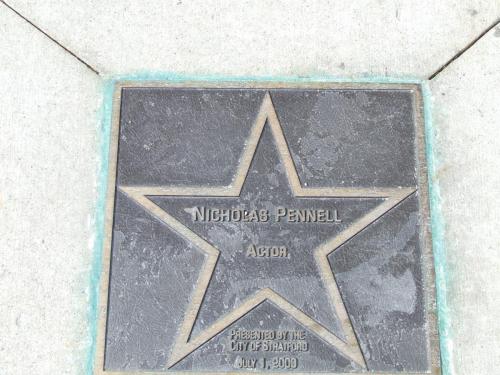 NICHOLAS PENNELL
ACTOR
PRESENTED BY THE
CITY OF STRATFORD
JULY 1, 2000